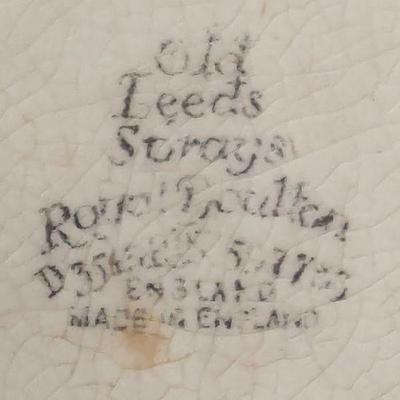 Old
Leeds
Sprays
Royal Doulton
ENGLAND
MADE IN ENGLAND